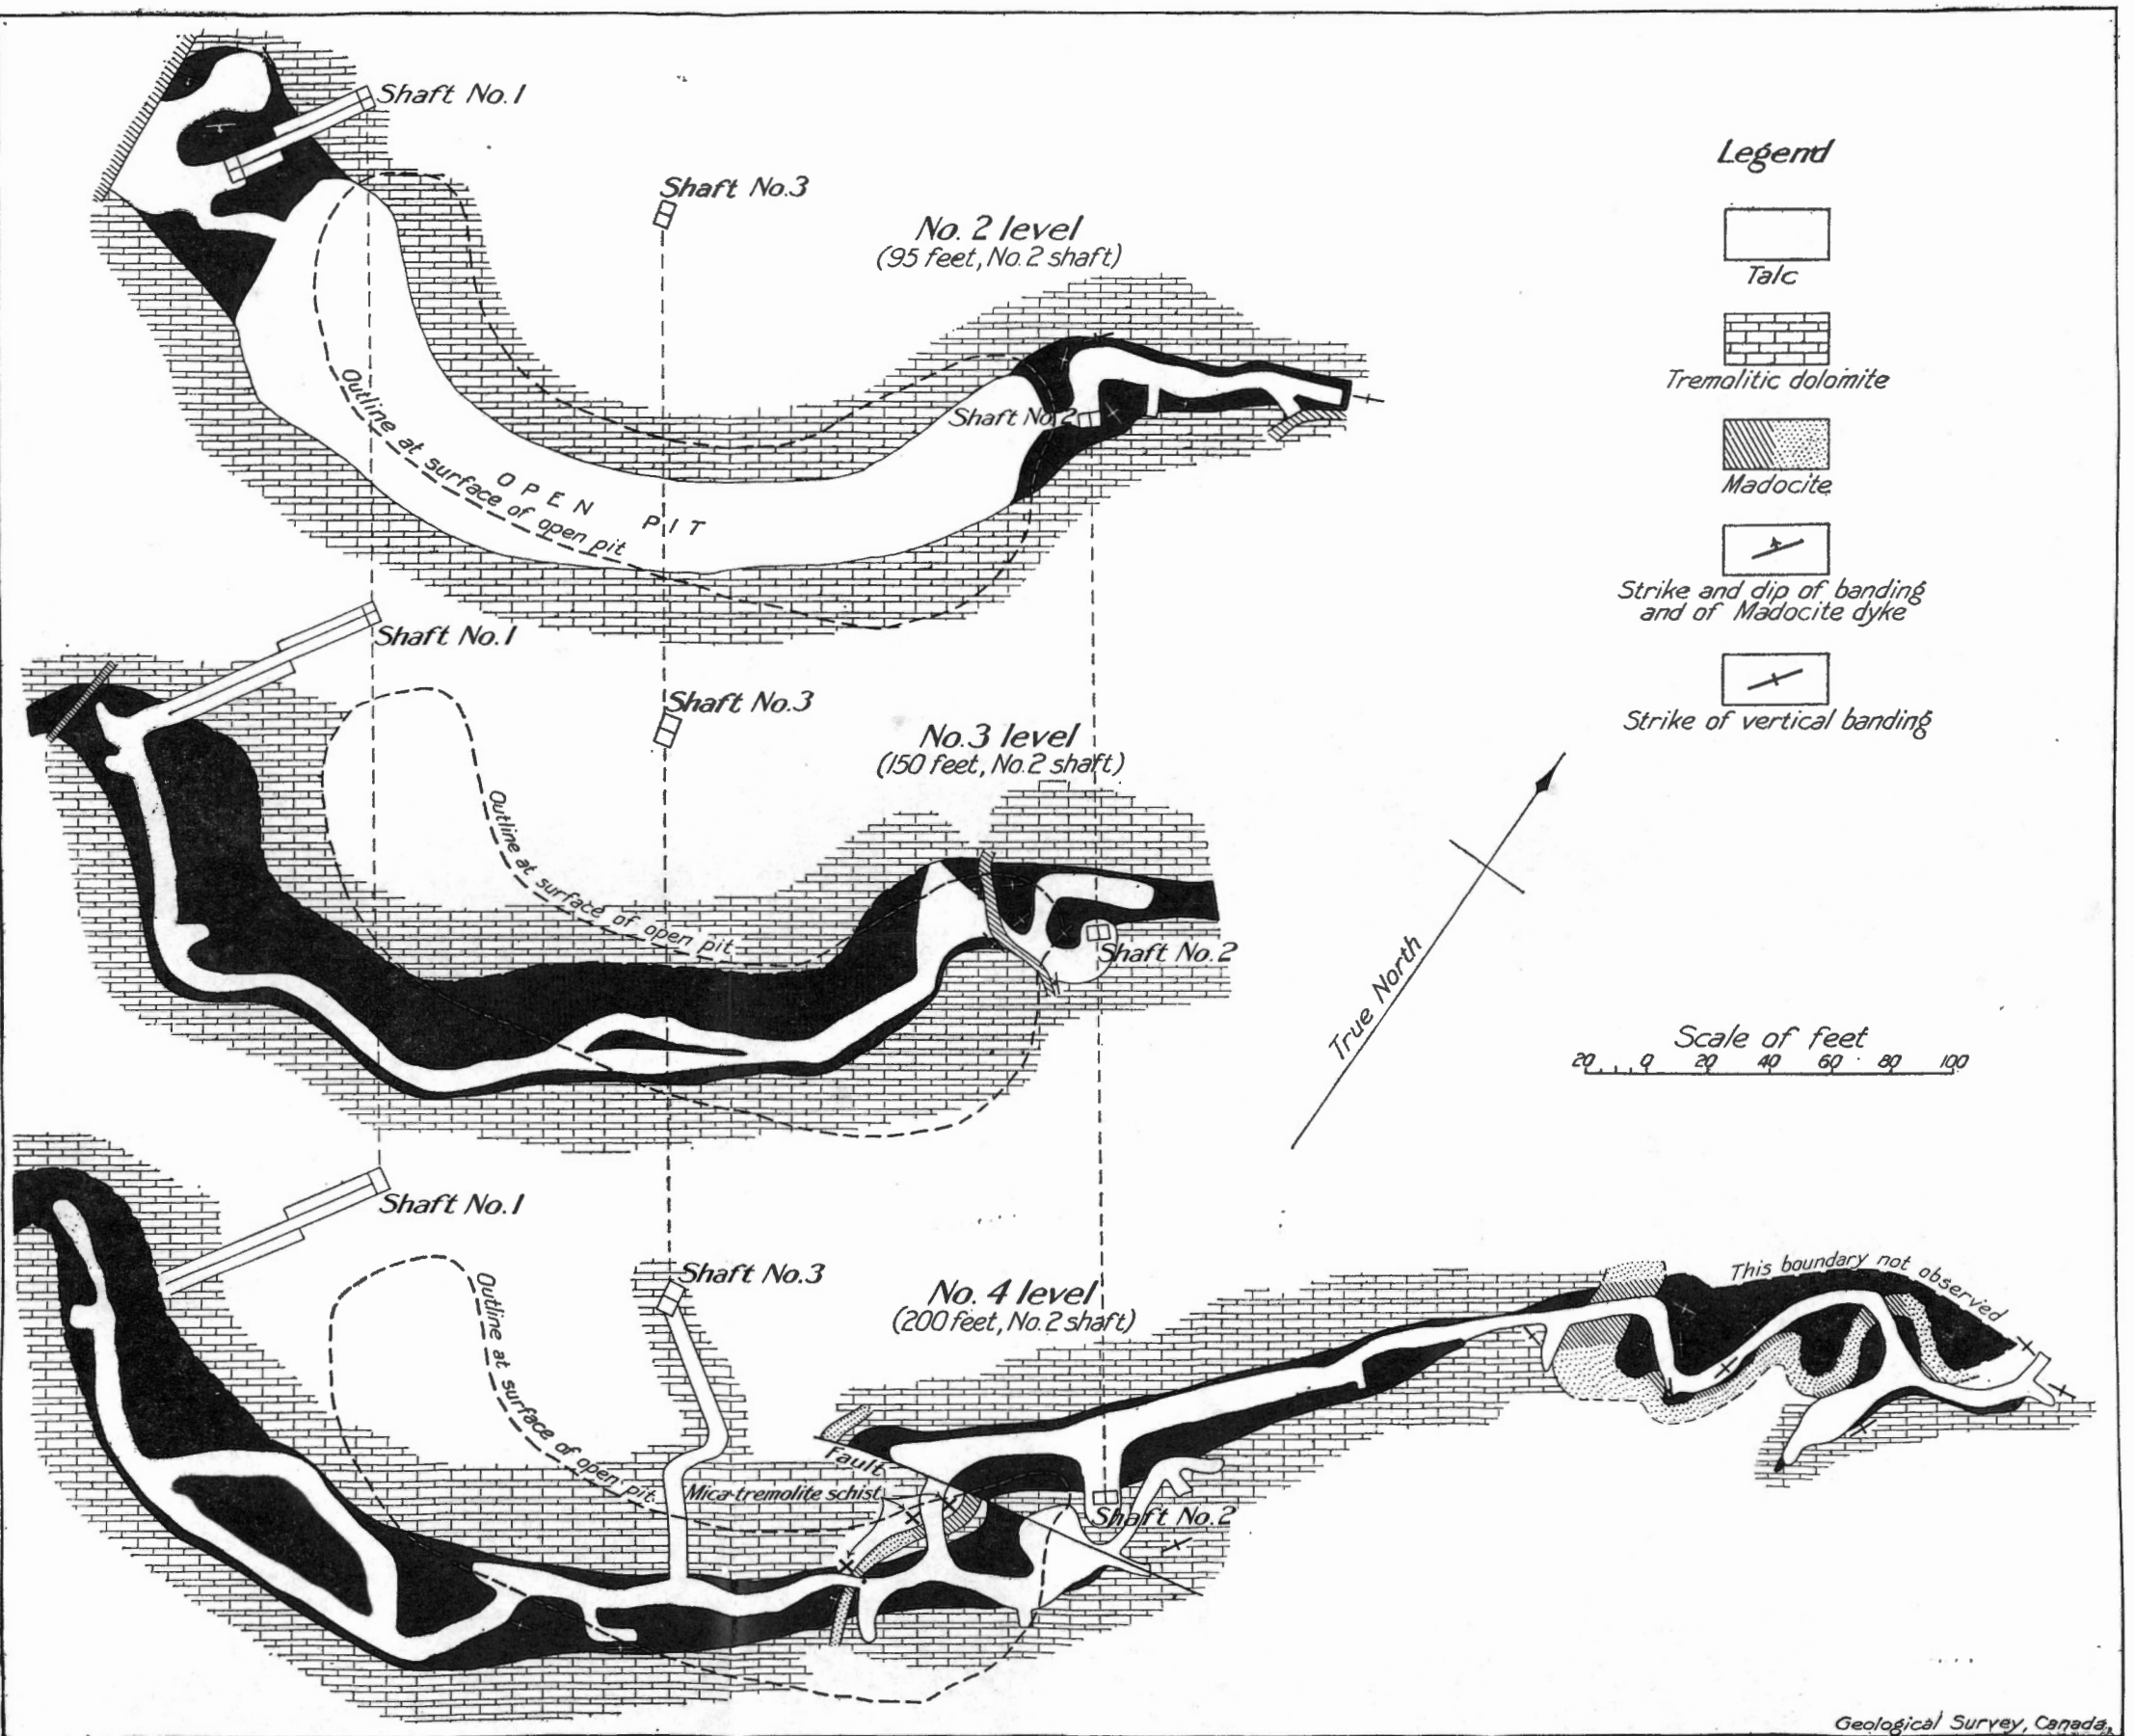 Shaft No.1
Shaft No.3
No. 2 level
(95 feet, No. 2 shaft)
Shaft No. 2
Outline at surface of open pit
OPEN PIT
Shaft No.1
Shaft No.3
No.3 level
(150 feet, No. 2 shaft)
Outline at surface of open pit
Shaft No. 2
Shaft No.1
Shaft No.3
No. 4 level
(200 feet, No. 2 shaft)
Outline at surface of open pit
Fault
Mica-tremolite schist
Shaft No. 2
This boundary not observed
Legend
Talc
Tremolitic dolomite
Madocite
Strike and dip of banding
and of Madocite dyke
Strike of vertical banding
True North
Scale of feet
20 0 20 40 60 80 100
Geological Survey, Canada.